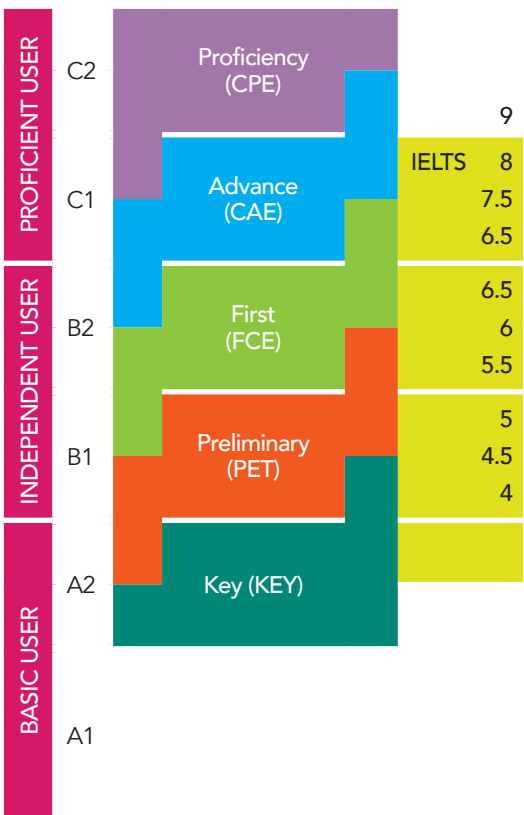 PROFICIENT USER
INDEPENDENT USER
BASIC USER
C2
C1
B2
B1
A2
A1
Proficiency
(CPE)
Advance
(CAE)
First
(FCE)
Preliminary
(PET)
Key (KEY)
9
IELTS 8
7.5
6.5
6.5
6
5.5
5
4.5
4